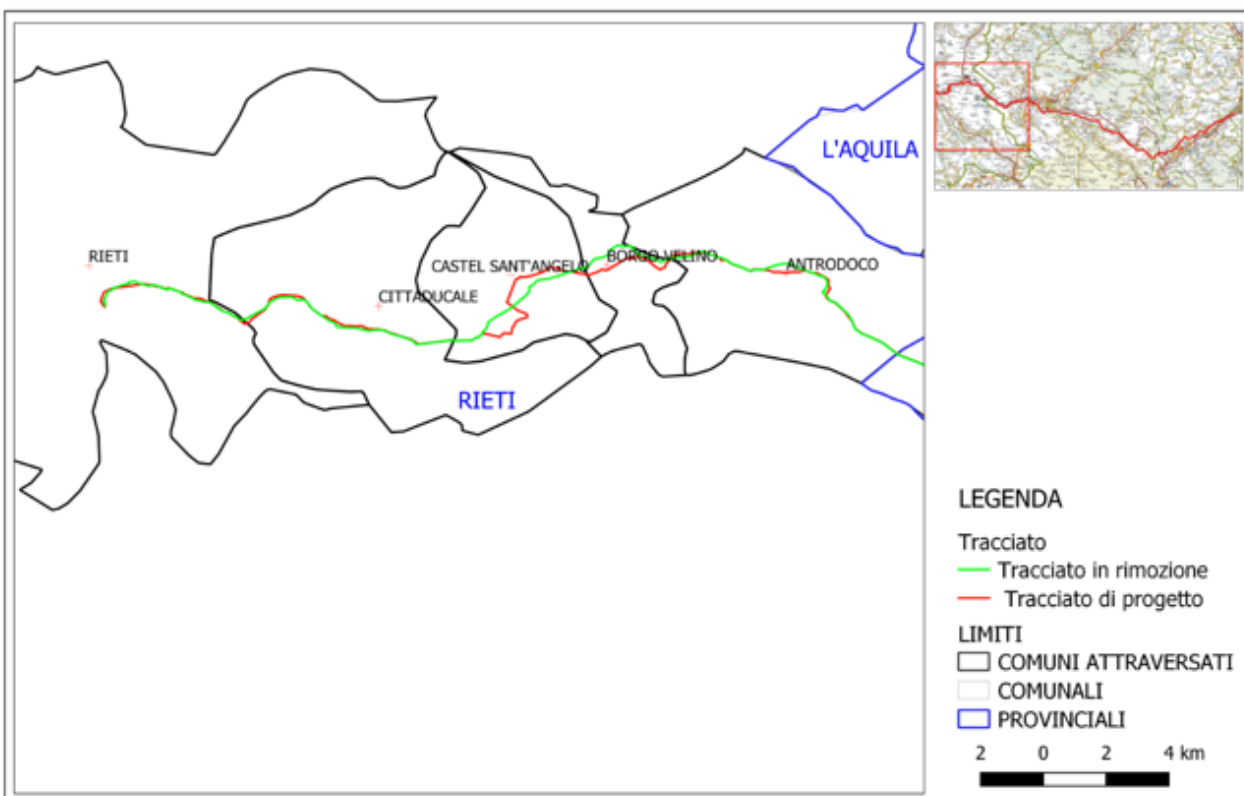 L'AQUILA
RIETI
BORGO VELINO
CASTEL SANT'ANGELO
ANTRODOCO
CITTADUCALE
RIETI
LEGENDA
Tracciato
Tracciato in rimozione
Tracciato di progetto
LIMITI
COMUNI ATTRAVERSATI
COMUNALI
PROVINCIALI
2 0 2 4 km